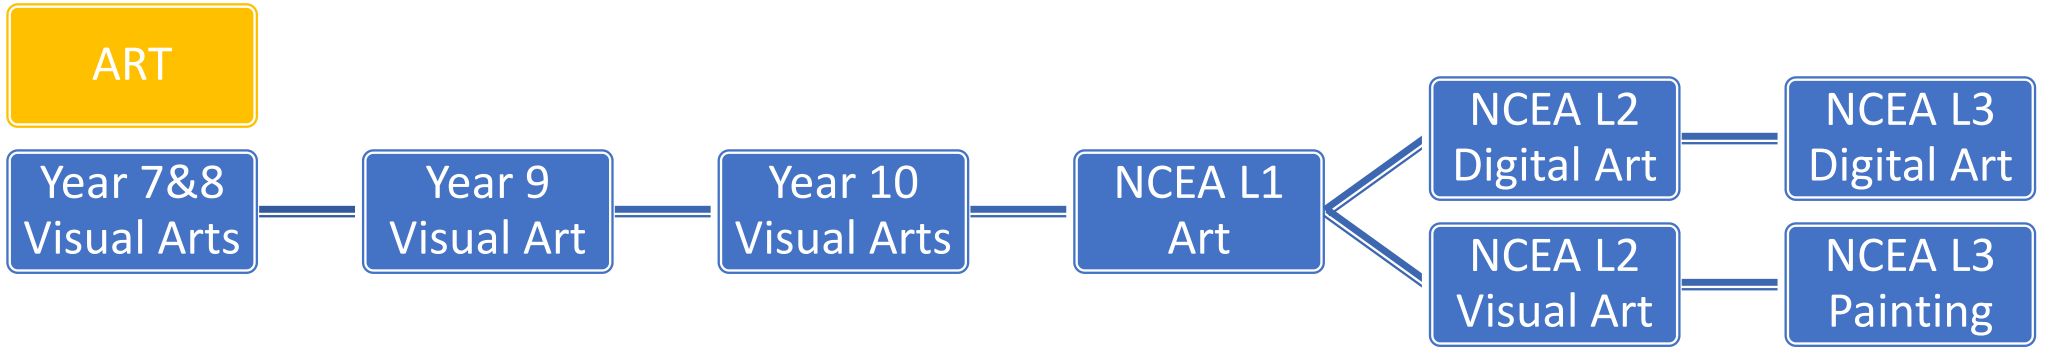 ART
Year 7&8
Visual Arts
Year 9
Visual Art
Year 10
Visual Arts
NCEA L1
Art
NCEA L2
Digital Art
NCEA L3
Digital Art
NCEA L2
Visual Art
NCEA L3
Painting